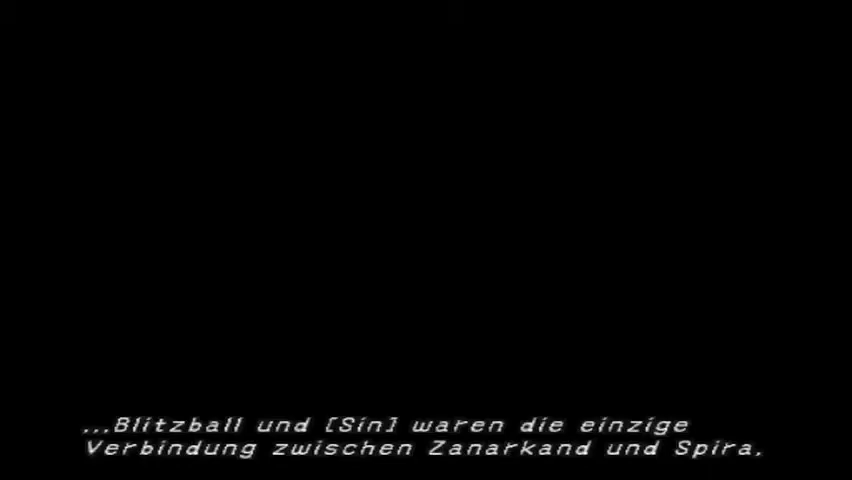 ...Blitzball und [Sin] waren die einzige
Verbindung zwischen Zanarkand und Spira.